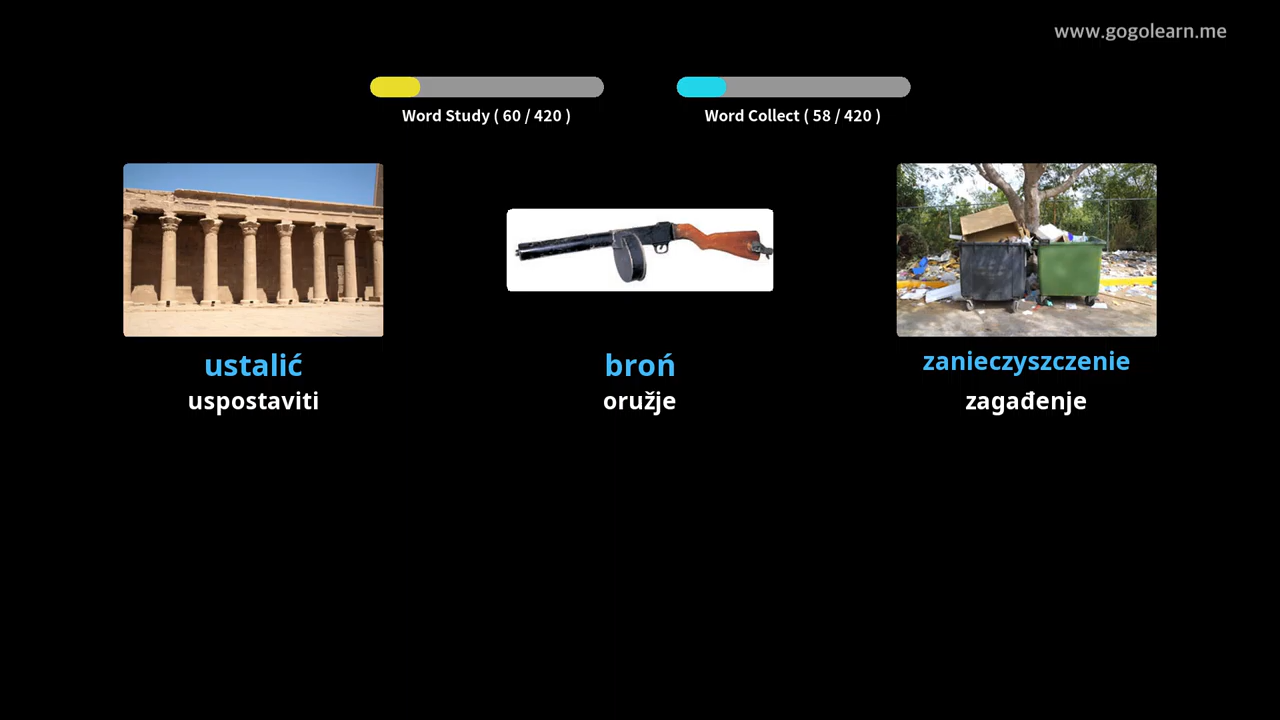 www.gogolearn.me
Word Study ( 60 / 420 )
Word Collect ( 58 / 420 )
ustalić
uspostaviti
broń
oružje
zanieczyszczenie
zagađenje